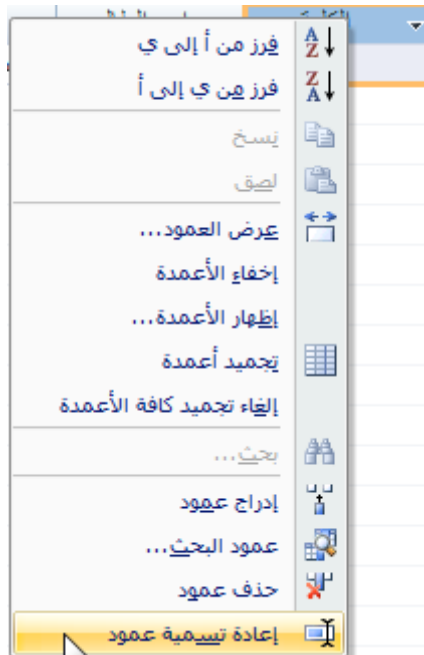 فرز من أ إلى ي
فرز من ي إلى أ
نسخ
لصق
عرض العمود...
إخفاء الأعمدة
إظهار الأعمدة...
تجميد أعمدة
إلغاء تجميد كافة الأعمدة
بحث...
إدراج عمود
عمود البحث...
حذف عمود
إعادة تسمية عمود